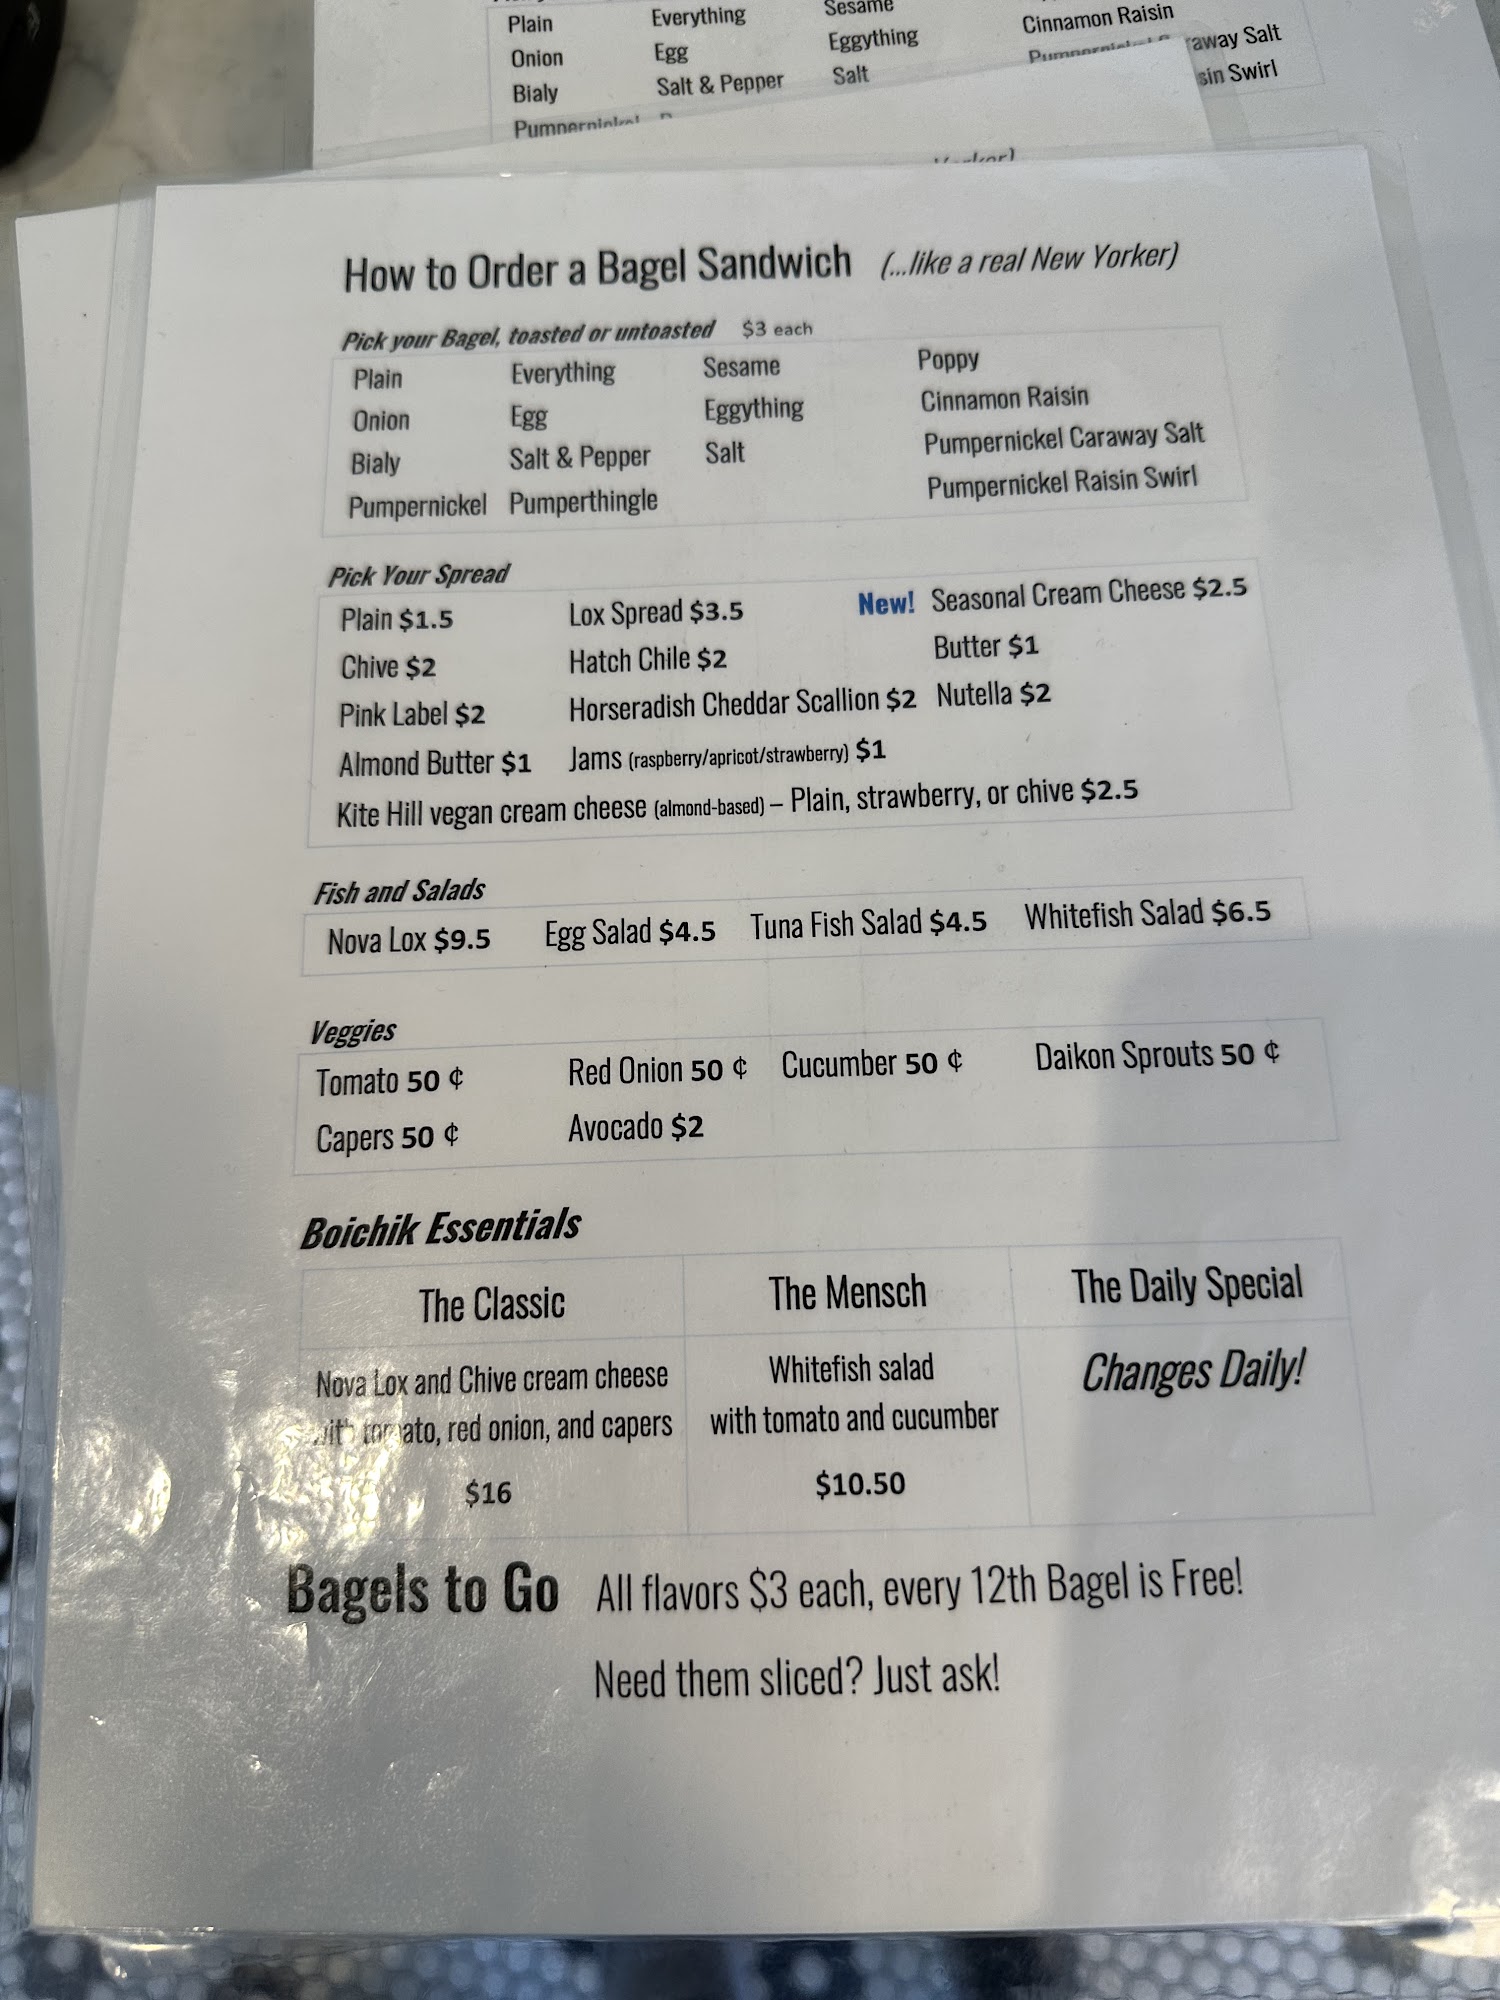 Plain Everything Sesame Cinnamon Raisin
Onion Egg Eggything away Salt
Bialy Salt & Pepper Salt sin Swirl
How to Order a Bagel Sandwich (...like a real New Yorker)
Pick your Bagel, toasted or untoasted $3 each
Plain Everything Sesame Poppy
Onion Egg Eggything Cinnamon Raisin
Bialy Salt & Pepper Salt Pumpernickel Caraway Salt
Pumpernickel Pumperthingle Pumpernickel Raisin Swirl
Pick Your Spread
Plain $1.5 Lox Spread $3.5 New! Seasonal Cream Cheese $2.5
Chive $2 Hatch Chile $2 Butter $1
Pink Label $2 Horseradish Cheddar Scallion $2 Nutella $2
Almond Butter $1 Jams (raspberry/apricot/strawberry) $1
Kite Hill vegan cream cheese (almond-based) – Plain, strawberry, or chive $2.5
Fish and Salads
Nova Lox $9.5 Egg Salad $4.5 Tuna Fish Salad $4.5 Whitefish Salad $6.5
Veggies
Tomato 50 ¢ Red Onion 50 ¢ Cucumber 50 ¢ Daikon Sprouts 50 ¢
Capers 50 ¢ Avocado $2
Boichik Essentials
The Classic The Mensch The Daily Special
Nova Lox and Chive cream cheese Whitefish salad Changes Daily!
with tomato, red onion, and capers with tomato and cucumber
$16 $10.50
Bagels to Go All flavors $3 each, every 12th Bagel is Free!
Need them sliced? Just ask!